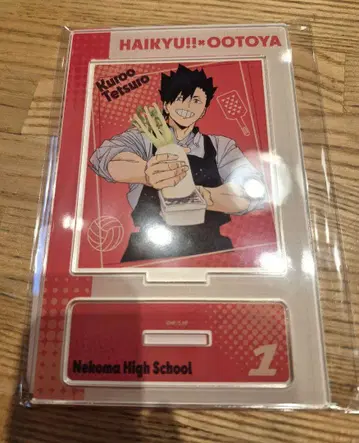 HAIKYU!!×OOTOYA
Kuroo
Tetsuro
Nekoma High School
1